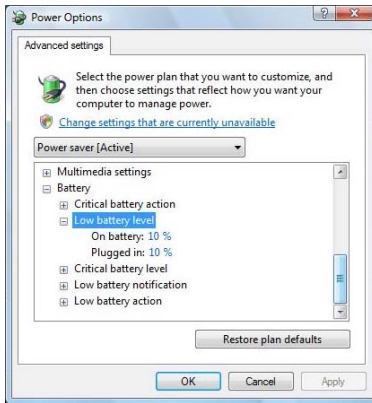 Power Options
Advanced settings
Select the power plan that you want to customize, and
then choose settings that reflect how you want your
computer to manage power.
Change settings that are currently unavailable
Power saver [Active]
Multimedia settings
Battery
Critical battery action
Low battery level
On battery: 10 %
Plugged in: 10 %
Critical battery level
Low battery notification
Low battery action
Restore plan defaults
OK Cancel Apply